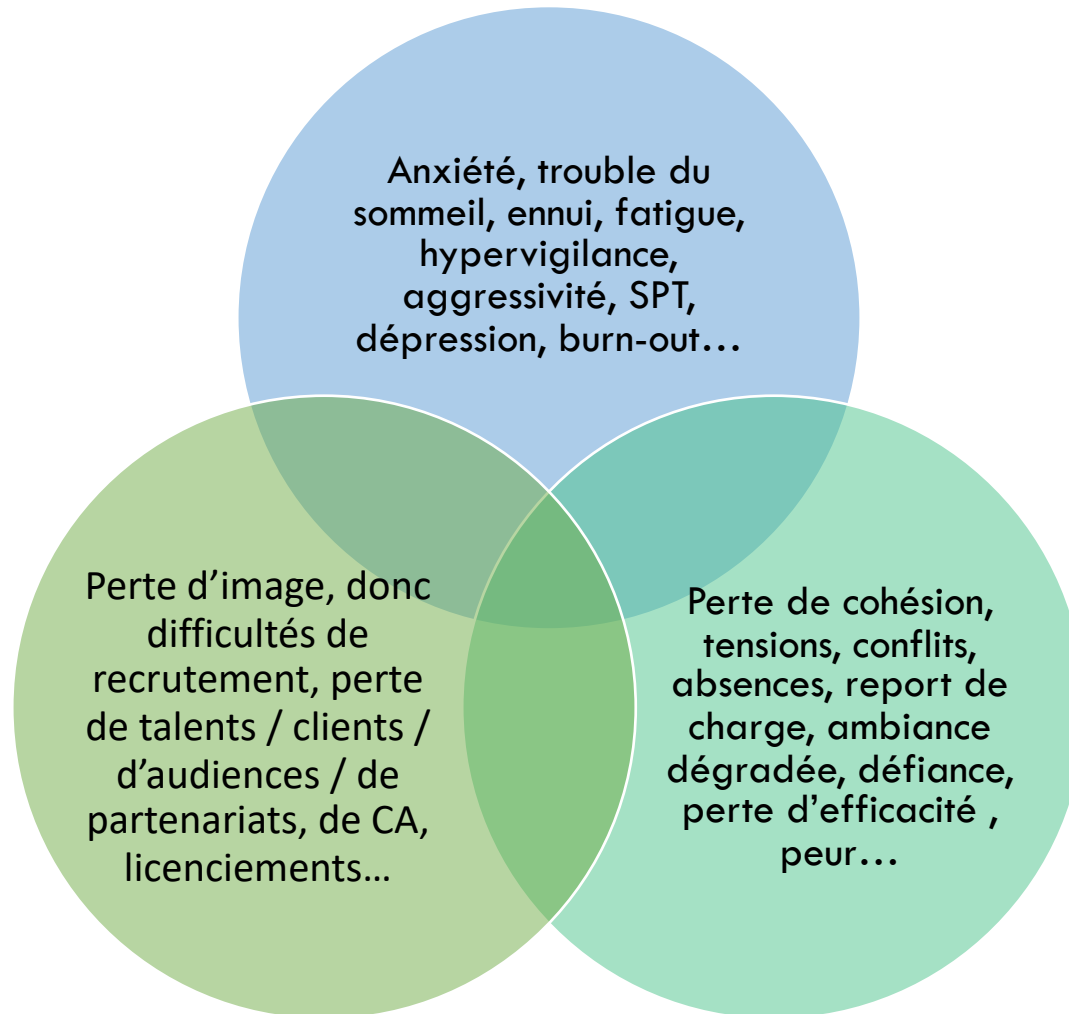 Anxiété, trouble du
sommeil, ennui, fatigue,
hypervigilance,
aggressivité, SPT,
dépression, burn-out…
Perte d’image, donc
difficultés de
recrutement, perte
de talents / clients /
d’audiences / de
partenariats, de CA,
licenciements…
Perte de cohésion,
tensions, conflits,
absences, report de
charge, ambiance
dégradée, défiance,
perte d’efficacité ,
peur…